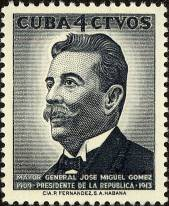 CUBA 4 CTVOS
MAYOR GENERAL JOSE MIGUEL GOMEZ
1909 - PRESIDENTE DE LA REPUBLICA - 1913
CIA. P. FERNANDEZ, S. A. HABANA